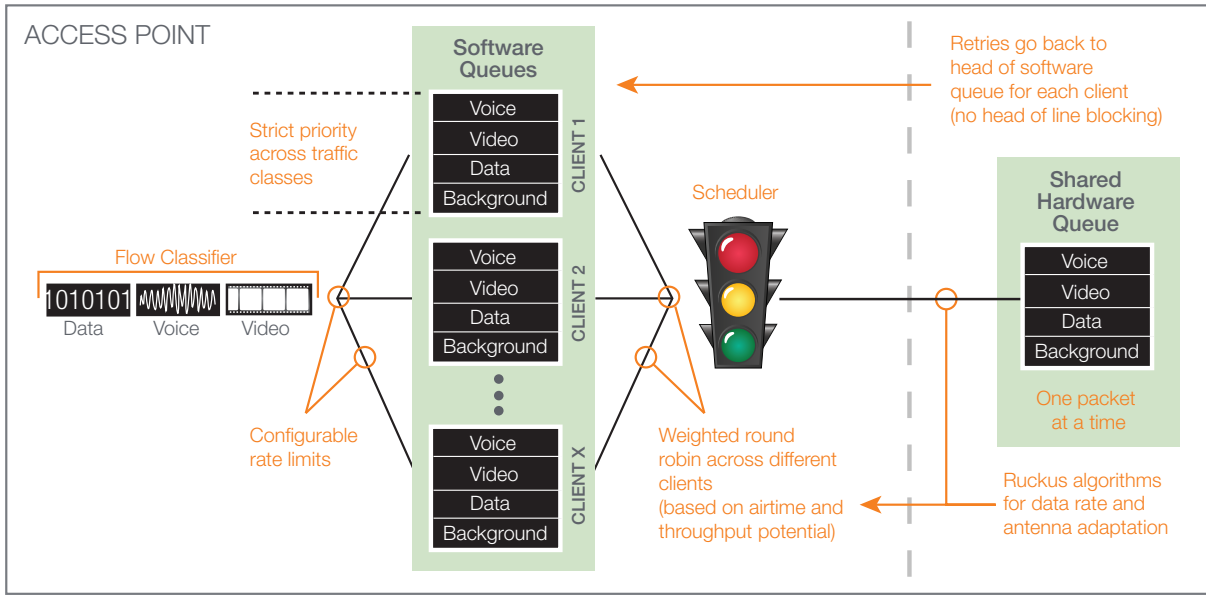 ACCESS POINT
Software
Queues
Retries go back to
head of software
queue for each client
(no head of line blocking)
Strict priority
across traffic
classes
Voice
Video
Data
Background
CLIENT 1
Scheduler
Shared
Hardware
Queue
Voice
Video
Data
Background
One packet
at a time
Flow Classifier
1010101
Data
Voice
Video
Voice
Video
Data
Background
CLIENT 2
Configurable
rate limits
Voice
Video
Data
Background
CLIENT X
Weighted round
robin across different
clients
(based on airtime and
throughput potential)
Ruckus algorithms
for data rate and
antenna adaptation